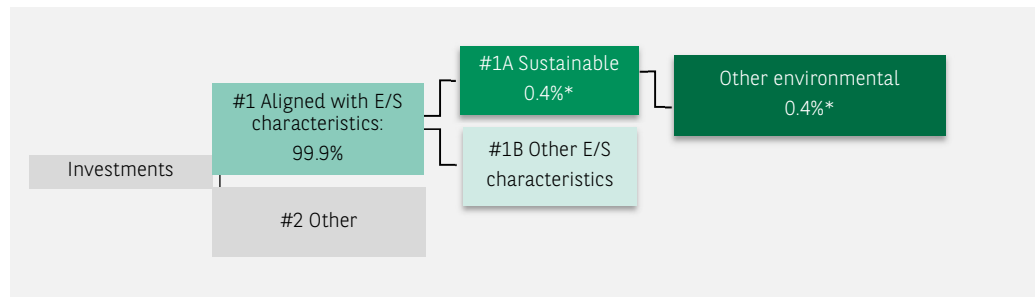 Investments
#1 Aligned with E/S
characteristics:
99.9%
#2 Other
#1A Sustainable
0.4%*
#1B Other E/S
characteristics
Other environmental
0.4%*